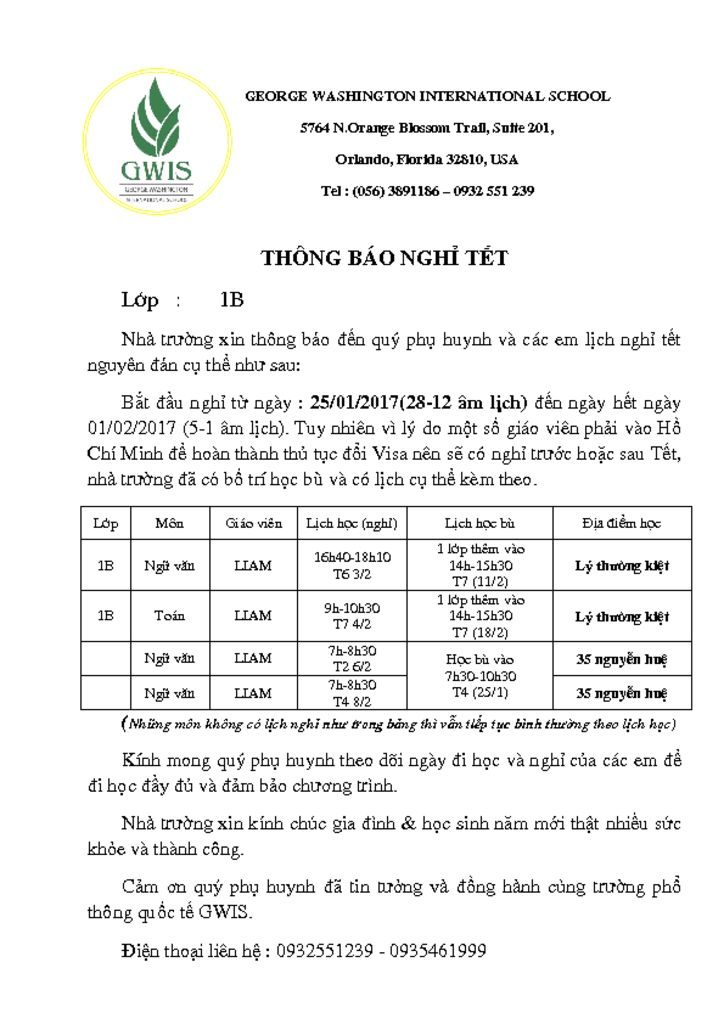 GWIS
GEORGE WASHINGTON
INTERNATIONAL SCHOOL
GEORGE WASHINGTON INTERNATIONAL SCHOOL
5764 N.Orange Blossom Trail, Suite 201,
Orlando, Florida 32810, USA
Tel : (056) 3891186 – 0932 551 239
THÔNG BÁO NGHỈ TẾT
Lớp : 1B
Nhà trường xin thông báo đến quý phụ huynh và các em lịch nghỉ tết
nguyên đán cụ thể như sau:
Bắt đầu nghỉ từ ngày : 25/01/2017(28-12 âm lịch) đến ngày hết ngày
01/02/2017 (5-1 âm lịch). Tuy nhiên vì lý do một số giáo viên phải vào Hồ
Chí Minh để hoàn thành thủ tục đổi Visa nên sẽ có nghỉ trước hoặc sau Tết,
nhà trường đã có bố trí học bù và có lịch cụ thể kèm theo.
Lớp Môn Giáo viên Lịch học (nghỉ) Lịch học bù Địa điểm học
1B Ngữ văn LIAM 16h40-18h10
T6 3/2
1 lớp thêm vào
14h-15h30
T7 (11/2)
Lý thường kiệt
1B Toán LIAM 9h-10h30
T7 4/2
1 lớp thêm vào
14h-15h30
T7 (18/2)
Lý thường kiệt
Ngữ văn LIAM 7h-8h30
T2 6/2
Học bù vào
7h30-10h30
T4 (25/1)
35 nguyễn huệ
Ngữ văn LIAM 7h-8h30
T4 8/2
35 nguyễn huệ
(Những môn không có lịch nghỉ như trong bảng thì vẫn tiếp tục bình thường theo lịch học)
Kính mong quý phụ huynh theo dõi ngày đi học và nghỉ của các em để
đi học đầy đủ và đảm bảo chương trình.
Nhà trường xin kính chúc gia đình & học sinh năm mới thật nhiều sức
khỏe và thành công.
Cảm ơn quý phụ huynh đã tin tưởng và đồng hành cùng trường phổ
thông quốc tế GWIS.
Điện thoại liên hệ : 0932551239 - 0935461999